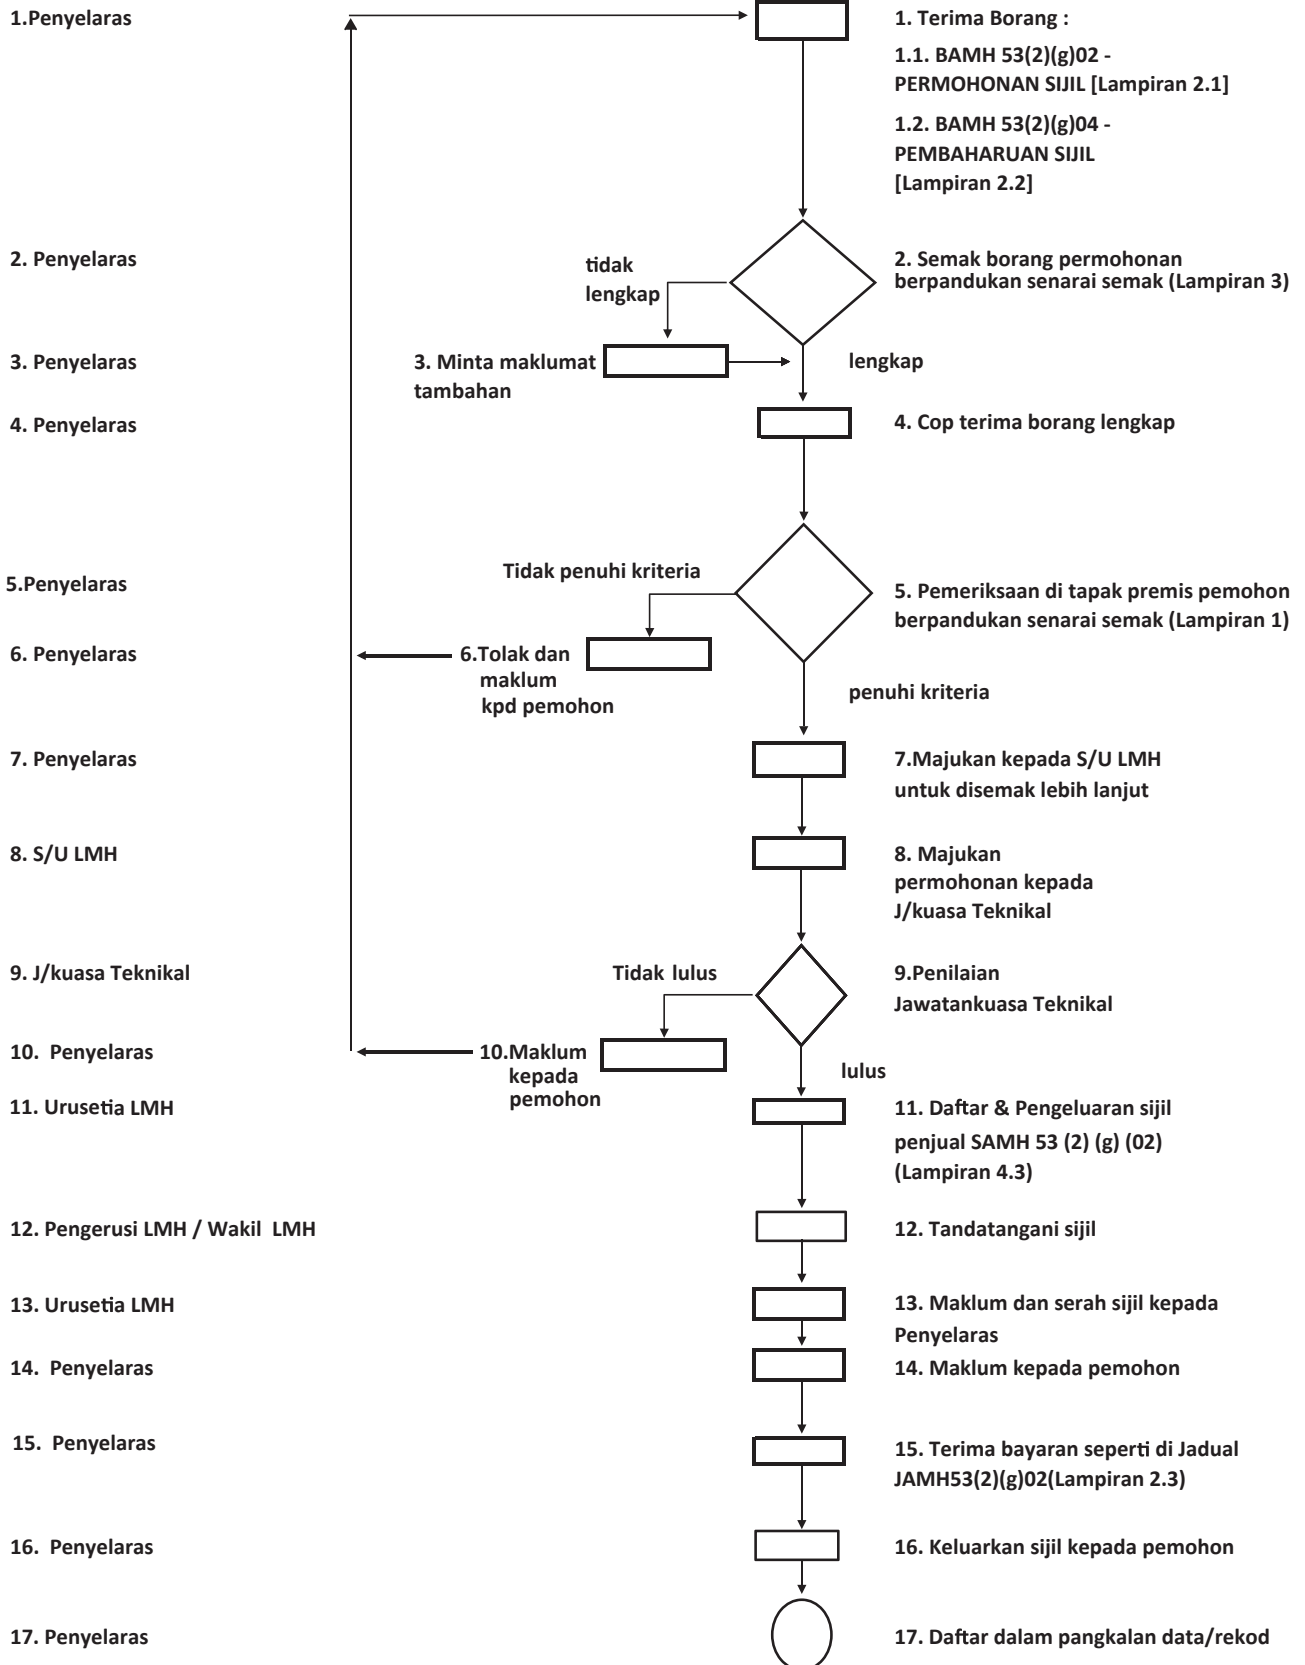 1.Penyelaras
1. Terima Borang :
1.1. BAMH 53(2)(g)02 -
PERMOHONAN SIJIL [Lampiran 2.1]
1.2. BAMH 53(2)(g)04 -
PEMBAHARUAN SIJIL
[Lampiran 2.2]
2. Penyelaras
tidak
lengkap
2. Semak borang permohonan
berpandukan senarai semak (Lampiran 3)
3. Penyelaras
3. Minta maklumat
tambahan
lengkap
4. Penyelaras
4. Cop terima borang lengkap
5.Penyelaras
Tidak penuhi kriteria
5. Pemeriksaan di tapak premis pemohon
berpandukan senarai semak (Lampiran 1)
6. Penyelaras
6.Tolak dan
maklum
kpd pemohon
penuhi kriteria
7. Penyelaras
7.Majukan kepada S/U LMH
untuk disemak lebih lanjut
8. S/U LMH
8. Majukan
permohonan kepada
J/kuasa Teknikal
9. J/kuasa Teknikal
Tidak lulus
9.Penilaian
Jawatankuasa Teknikal
10. Penyelaras
10.Maklum
kepada
pemohon
lulus
11. Urusetia LMH
11. Daftar & Pengeluaran sijil
penjual SAMH 53 (2) (g) (02)
(Lampiran 4.3)
12. Pengerusi LMH / Wakil LMH
12. Tandatangani sijil
13. Urusetia LMH
13. Maklum dan serah sijil kepada
Penyelaras
14. Penyelaras
14. Maklum kepada pemohon
15. Penyelaras
15. Terima bayaran seperti di Jadual
JAMH53(2)(g)02(Lampiran 2.3)
16. Penyelaras
16. Keluarkan sijil kepada pemohon
17. Penyelaras
17. Daftar dalam pangkalan data/rekod